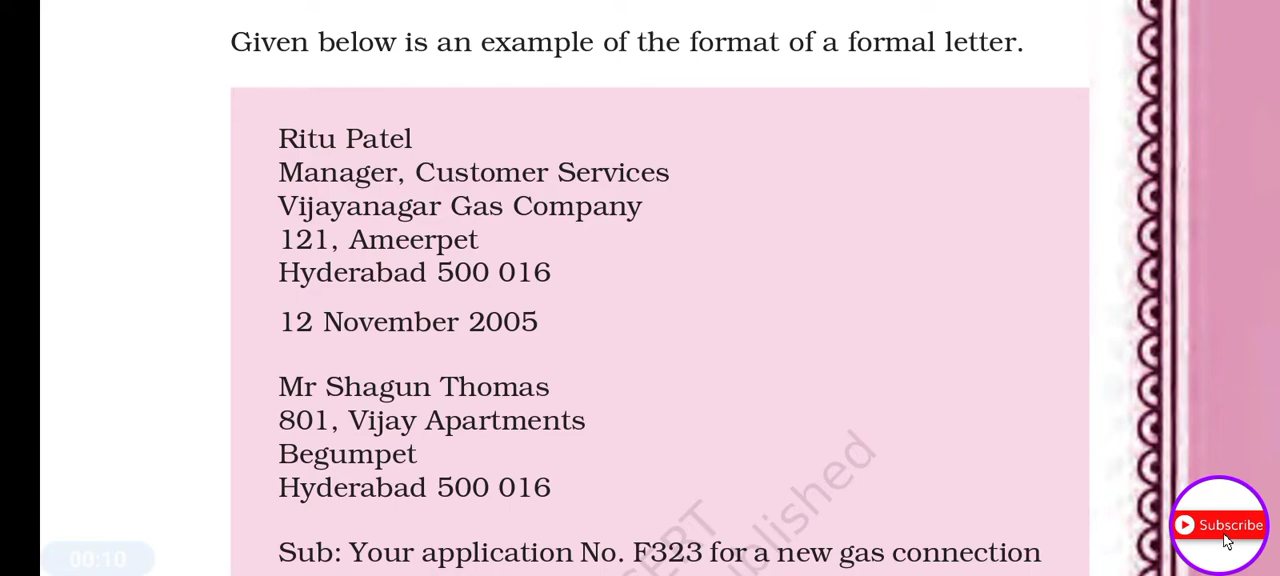 Given below is an example of the format of a formal letter.
Ritu Patel
Manager, Customer Services
Vijayanagar Gas Company
121, Ameerpet
Hyderabad 500 016
12 November 2005
Mr Shagun Thomas
801, Vijay Apartments
Begumpet
Hyderabad 500 016
Sub: Your application No. F323 for a new gas connection
Subscribe
00:10